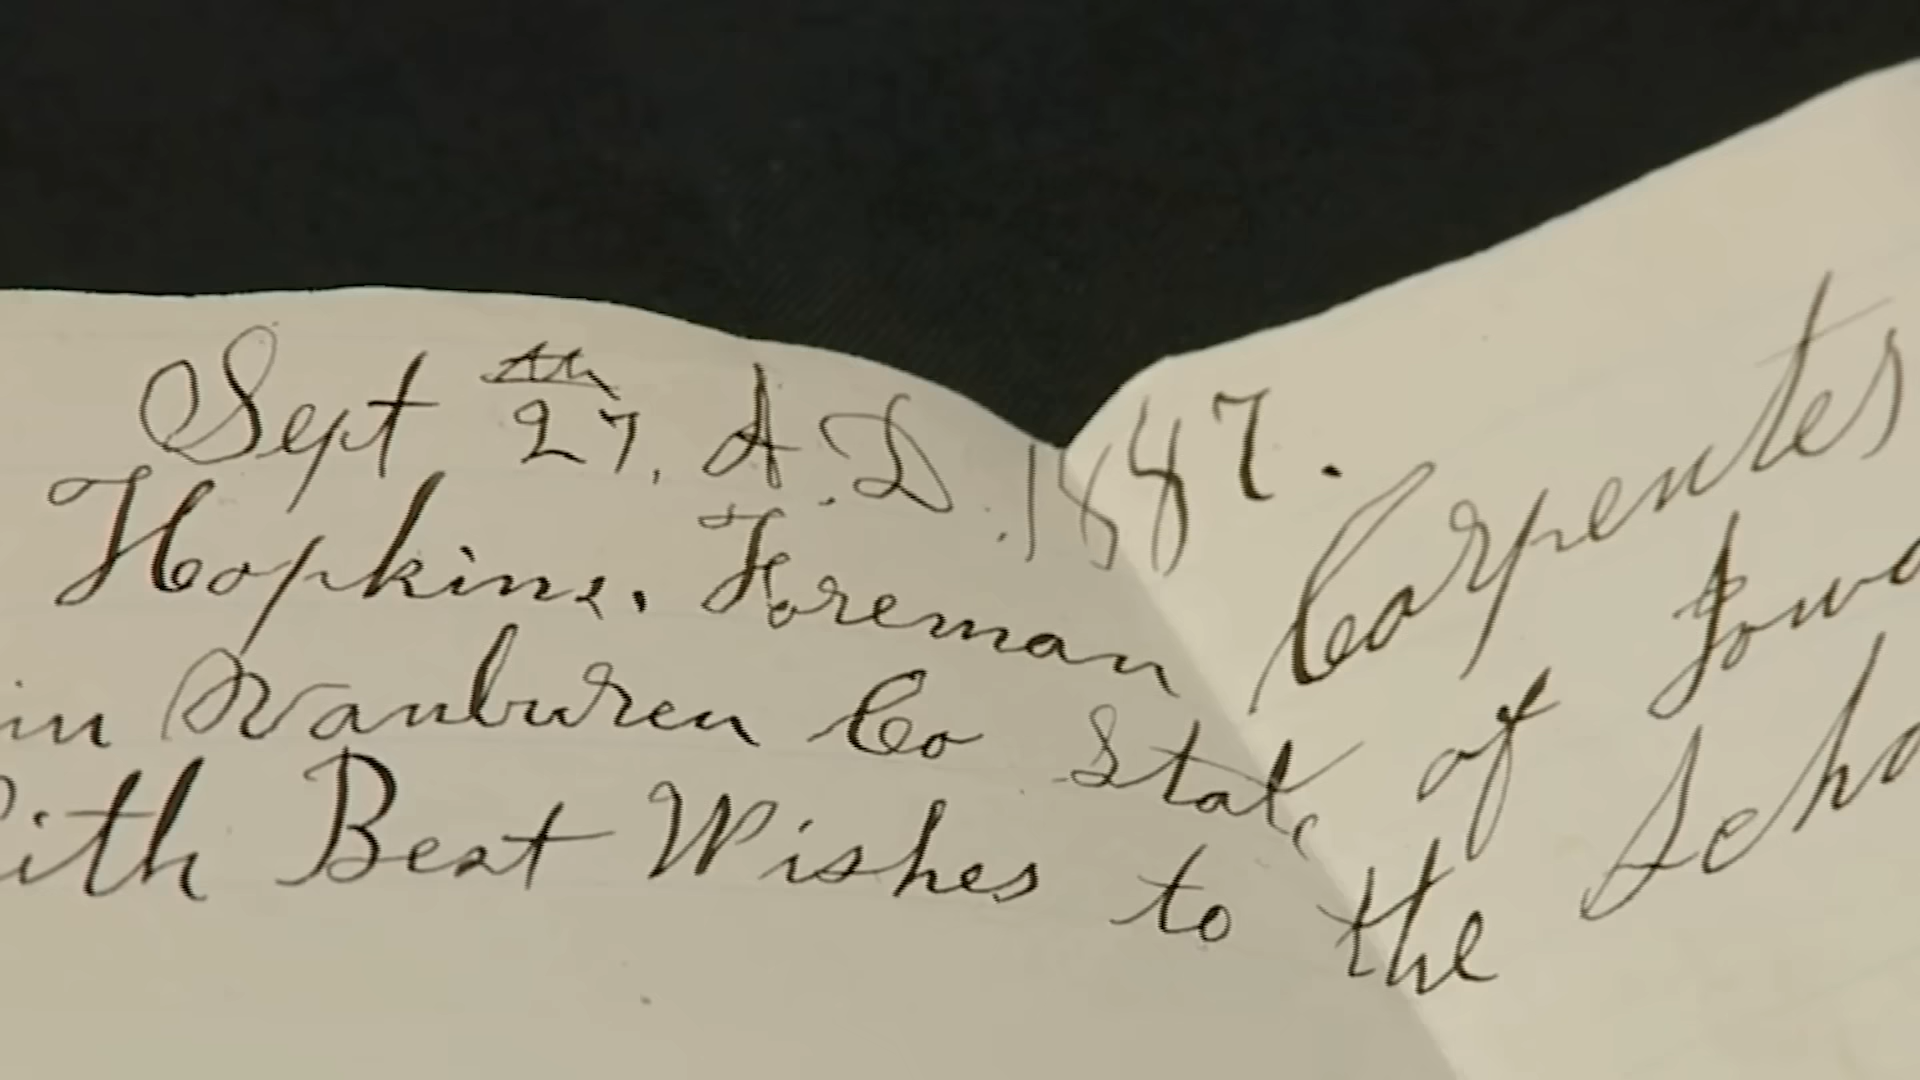 Sept 27th, A.D. 1887.
Hopkins. Foreman Carpenter
in Vanburen Co State of Iowa
With Best Wishes to the Scho